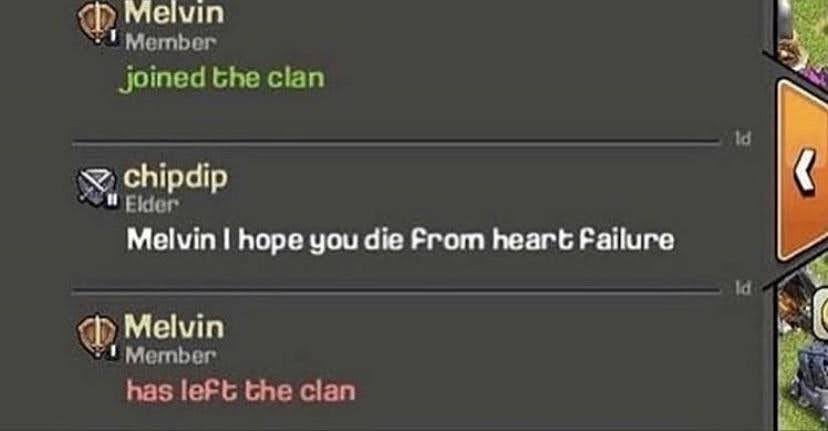 Melvin
Member
joined the clan
1d
chipdip
Elder
Melvin I hope you die from heart failure
1d
Melvin
Member
has left the clan